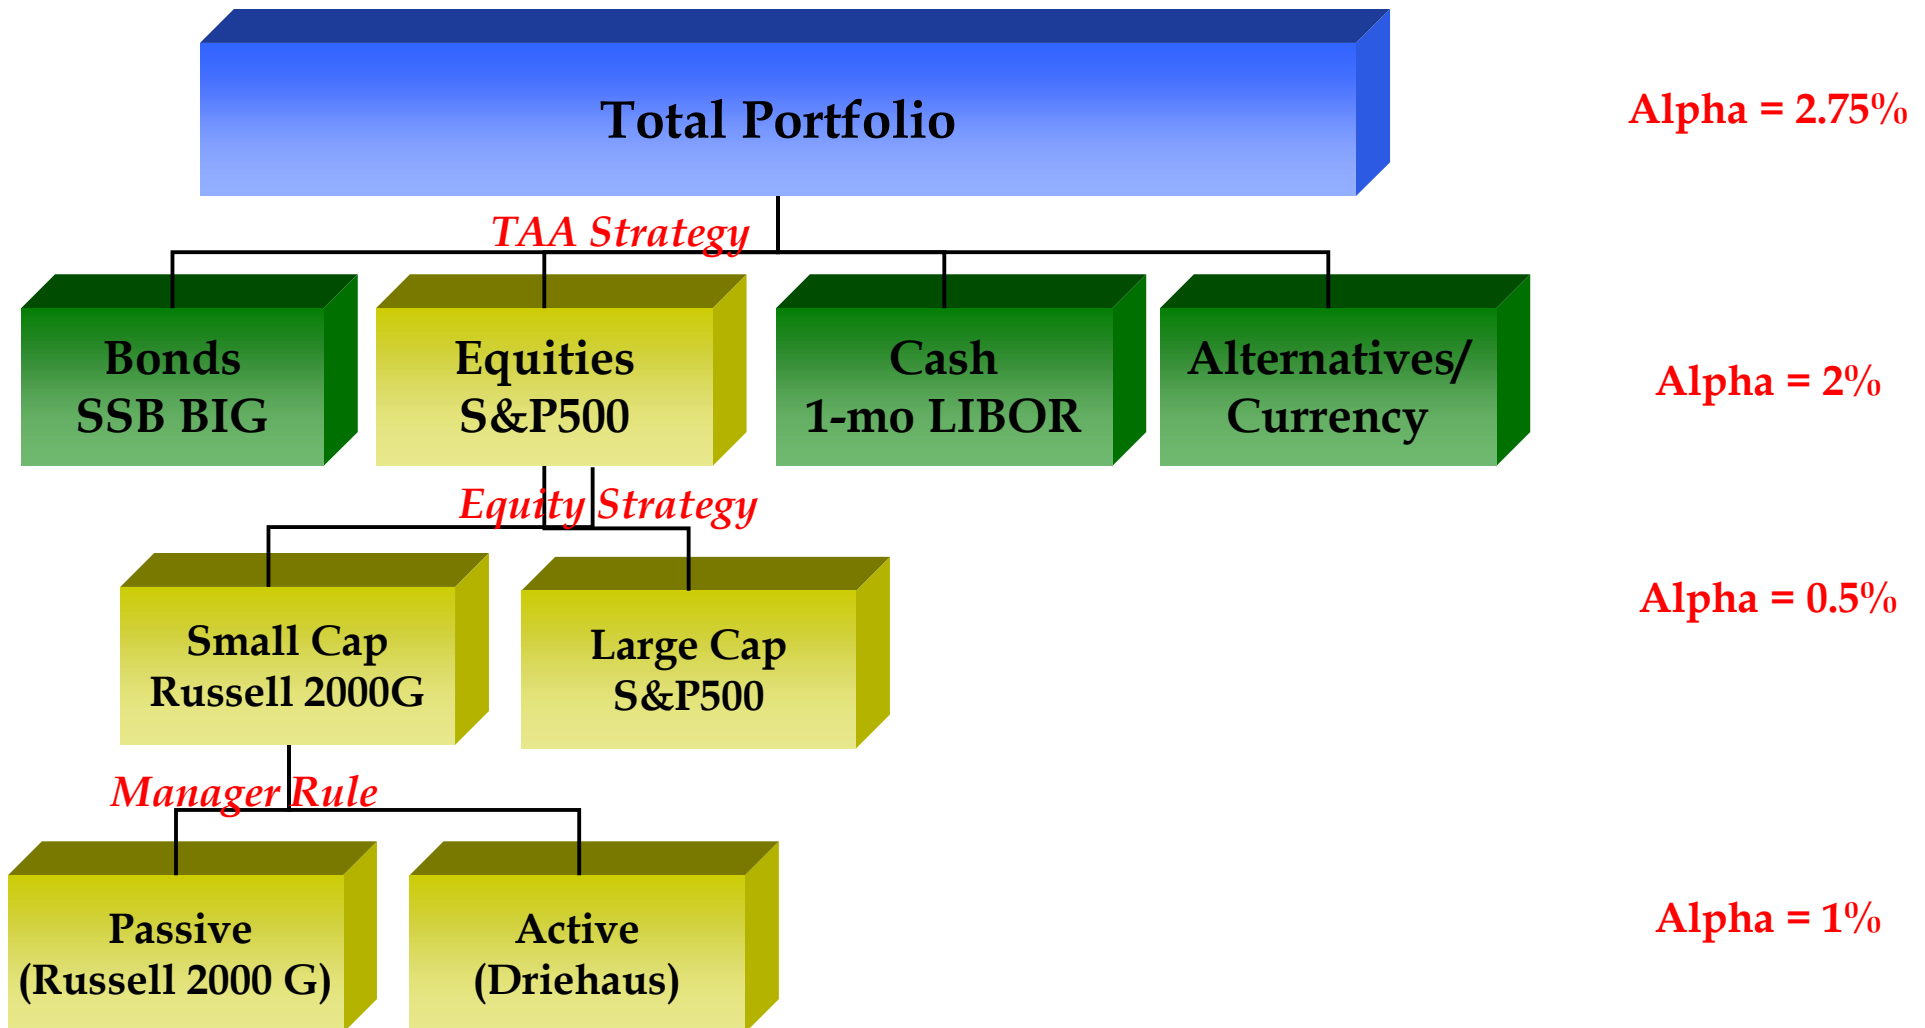 Total Portfolio
Alpha = 2.75%
TAA Strategy
Bonds
SSB BIG
Equities
S&P500
Cash
1-mo LIBOR
Alternatives/
Currency
Alpha = 2%
Equity Strategy
Small Cap
Russell 2000G
Large Cap
S&P500
Alpha = 0.5%
Manager Rule
Passive
(Russell 2000 G)
Active
(Driehaus)
Alpha = 1%